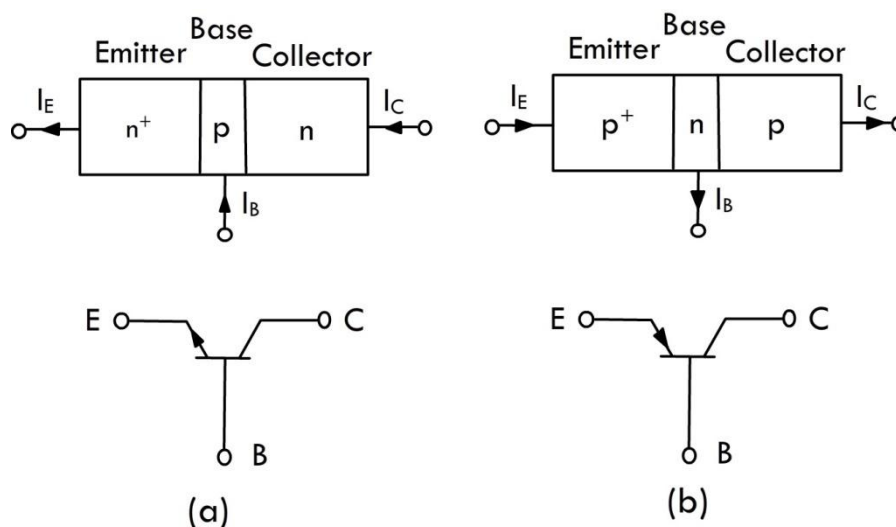 Base
Emitter Collector
I_E I_C
n⁺ p n
I_B
E C
B
(a)
Base
Emitter Collector
I_E I_C
p⁺ n p
I_B
E C
B
(b)